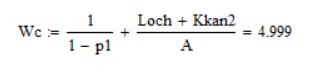 Wc := 1/(1 - p1) + (Loch + Kkan2)/A = 4.999